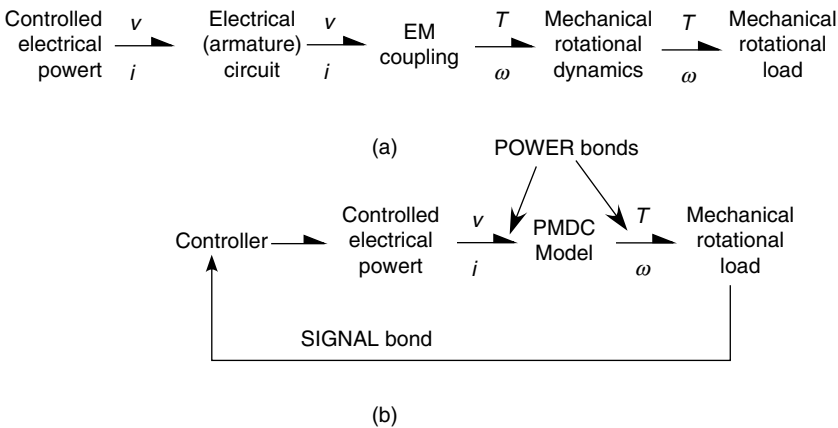 Controlled
electrical
powert
v
i
Electrical
(armature)
circuit
v
i
EM
coupling
T
ω
Mechanical
rotational
dynamics
T
ω
Mechanical
rotational
load
(a)
POWER bonds
Controller
Controlled
electrical
powert
v
i
PMDC
Model
T
ω
Mechanical
rotational
load
SIGNAL bond
(b)